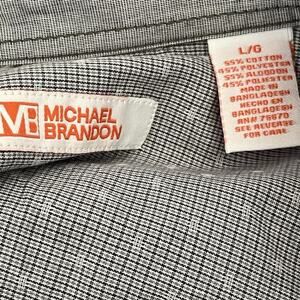 MB
MICHAEL
BRANDON
L/G
55% COTTON
45% POLYESTER
55% ALGODON
45% POLYESTER
MADE IN
BANGLADESH
HECHO EN
BANGLADESH
RN# 75670
SEE REVERSE
FOR CARE